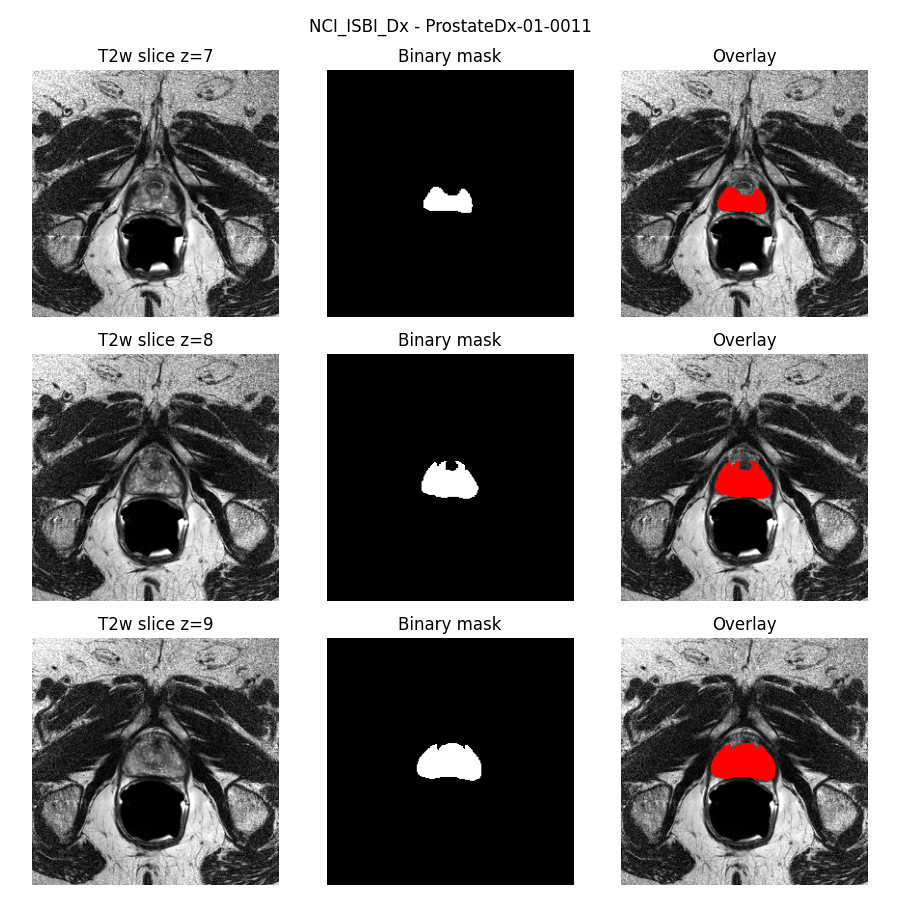 NCI_ISBI_Dx - ProstateDx-01-0011
T2w slice z=7
Binary mask
Overlay
T2w slice z=8
Binary mask
Overlay
T2w slice z=9
Binary mask
Overlay